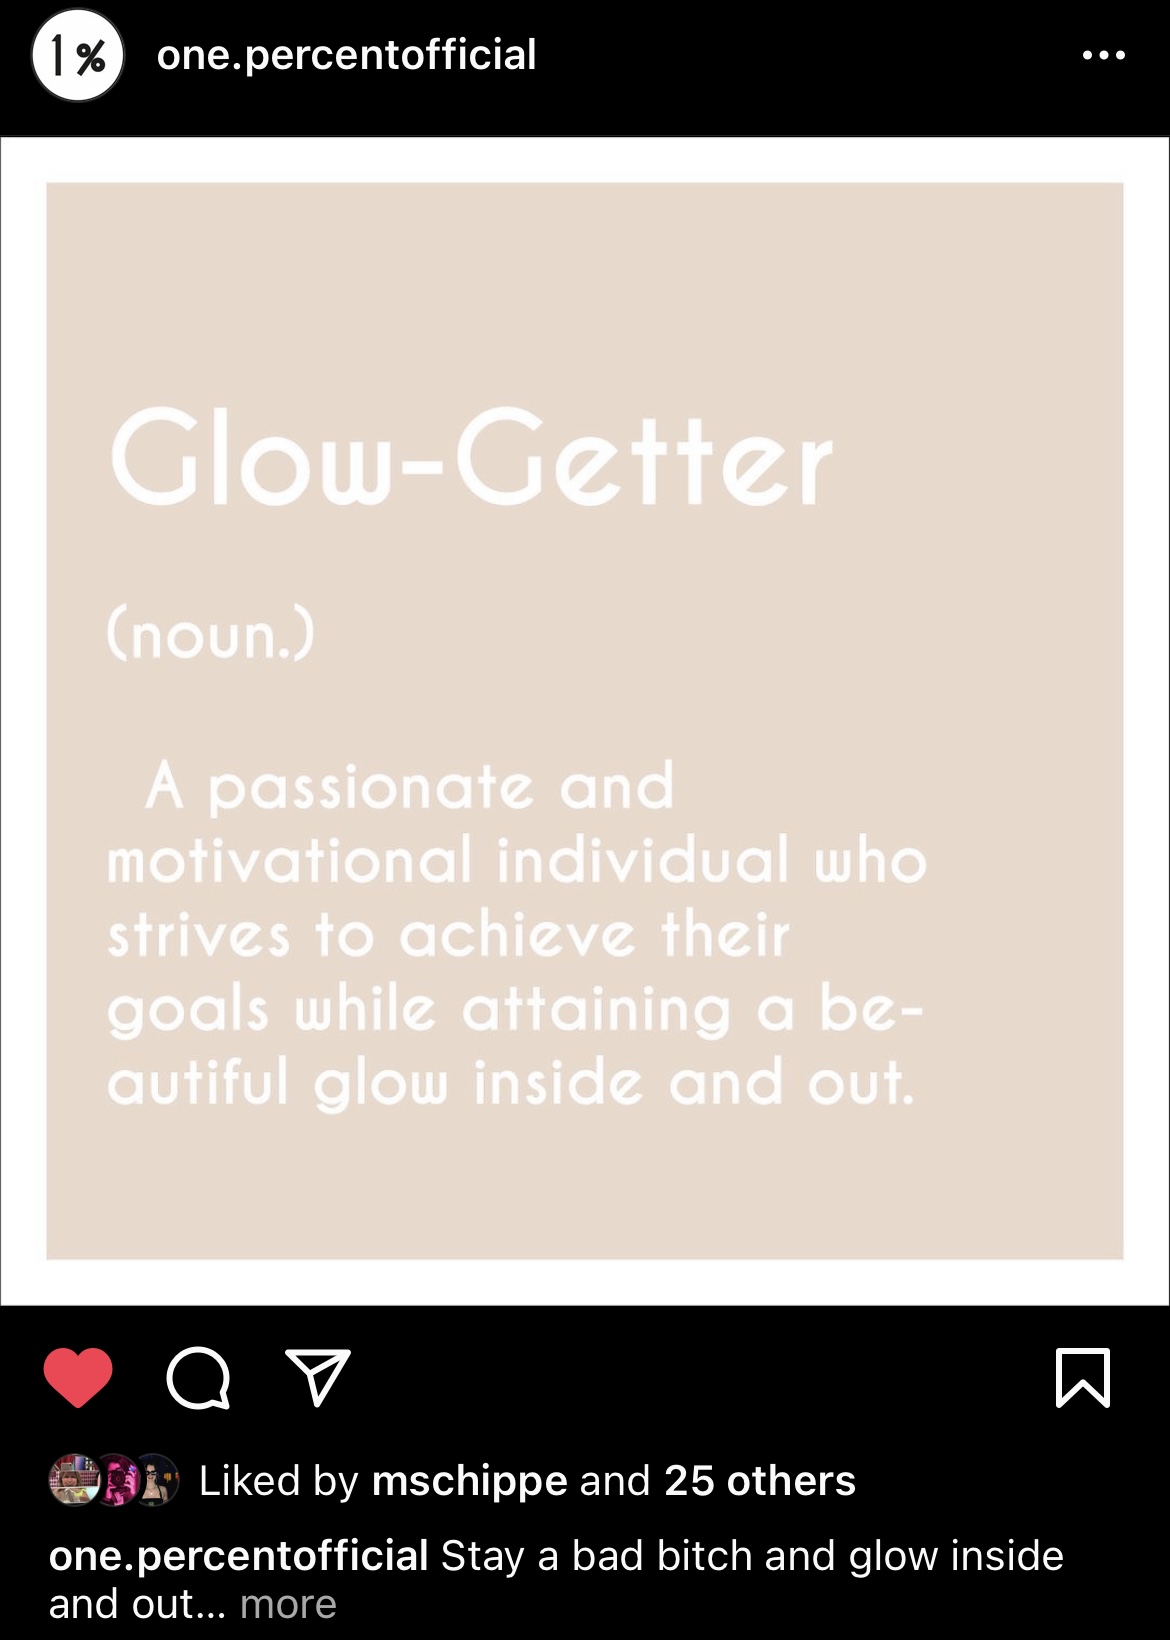 1%
one.percentofficial
Glow-Getter
(noun.)
A passionate and
motivational individual who
strives to achieve their
goals while attaining a be-
autiful glow inside and out.
Liked by mschippe and 25 others
one.percentofficial Stay a bad bitch and glow inside
and out... more